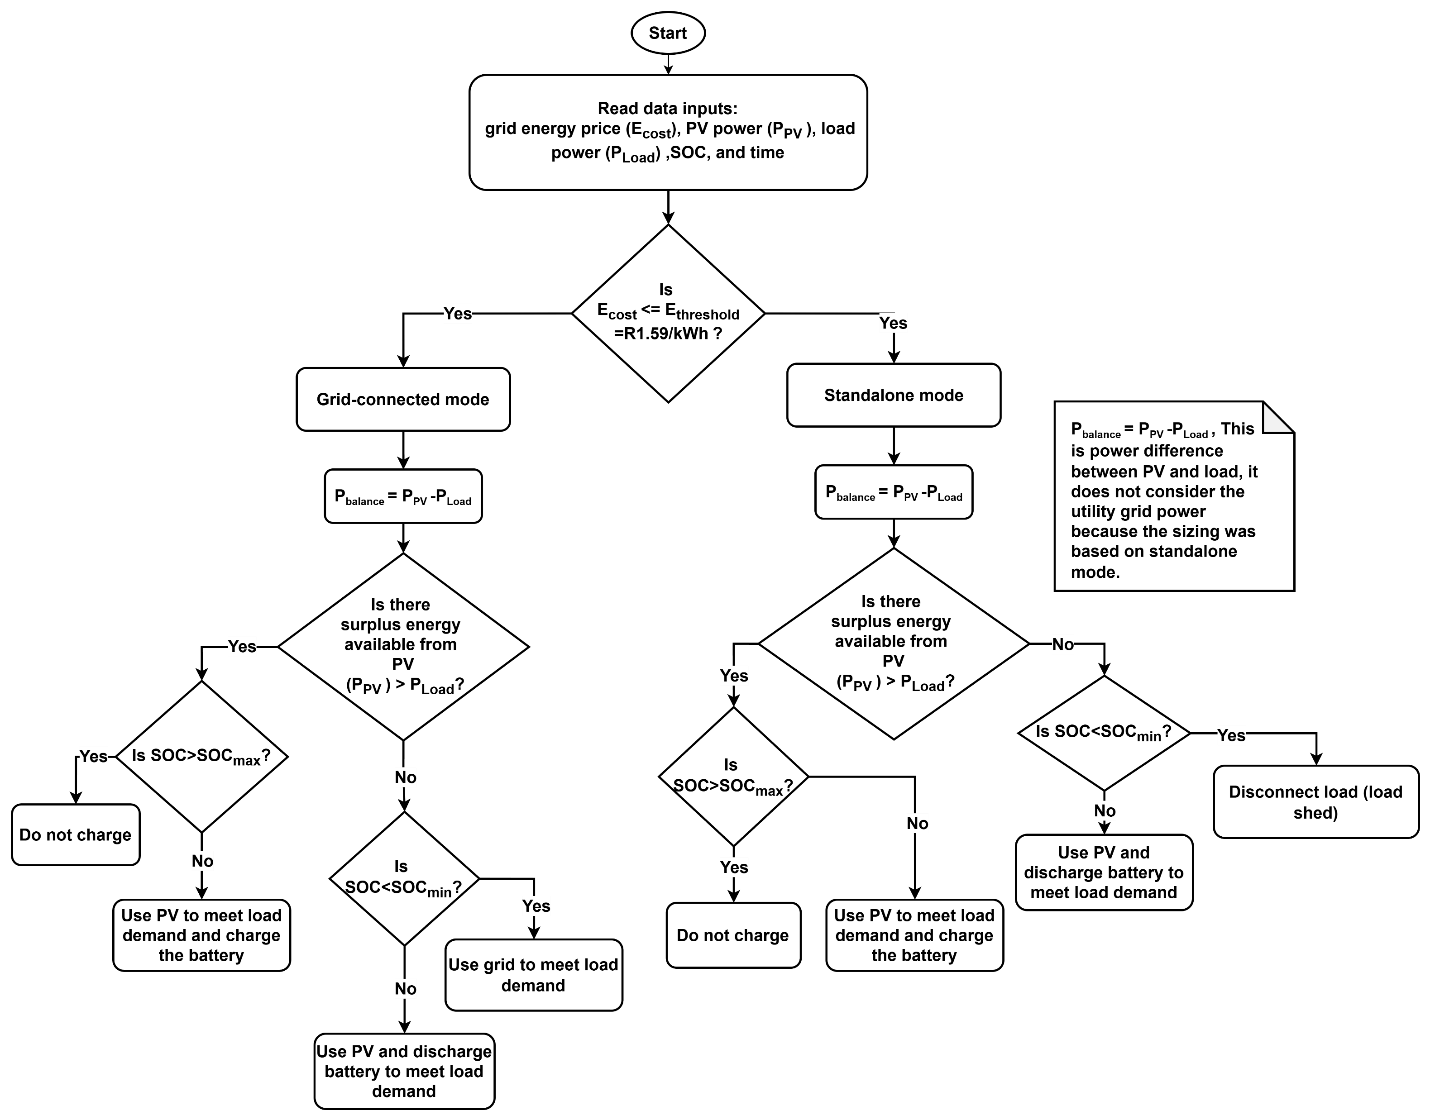 Start
Read data inputs:
grid energy price (Ecost), PV power (PPV ), load
power (PLoad) ,SOC, and time
Is
Ecost <= Ethreshold
=R1.59/kWh ?
Yes
Yes
Grid-connected mode
Standalone mode
Pbalance = PPV -PLoad
Pbalance = PPV -PLoad
Pbalance = PPV -PLoad , This
is power difference
between PV and load, it
does not consider the
utility grid power
because the sizing was
based on standalone
mode.
Is there
surplus energy
available from
PV
(PPV ) > PLoad?
Yes
No
Is there
surplus energy
available from
PV
(PPV ) > PLoad?
Yes
No
Is SOC>SOCmax?
Yes
No
Do not charge
Use PV to meet load
demand and charge
the battery
Is
SOC<SOCmin?
Yes
No
Use grid to meet load
demand
Use PV and discharge
battery to meet load
demand
Is
SOC>SOCmax?
Yes
No
Do not charge
Use PV to meet load
demand and charge
the battery
Is SOC<SOCmin?
Yes
No
Disconnect load (load
shed)
Use PV and
discharge battery to
meet load demand